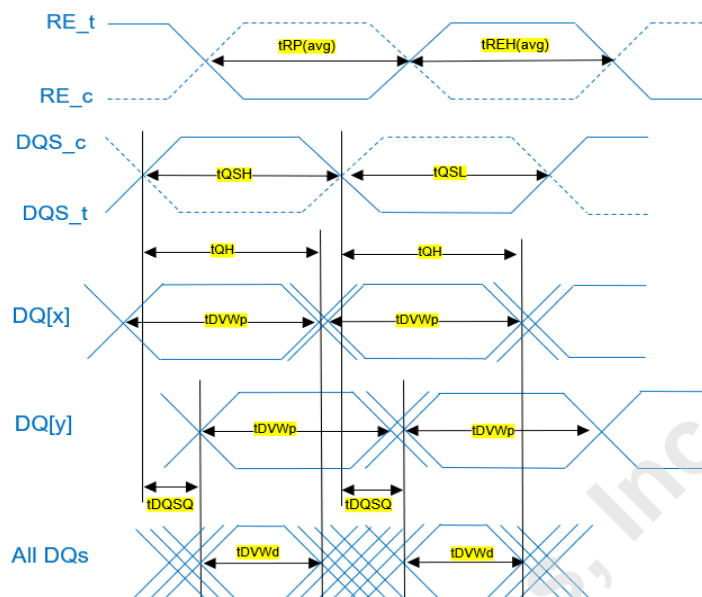 RE_t
tRP(avg) tREH(avg)
RE_c
DQS_c
tQSH tQSL
DQS_t
tQH tQH
DQ[x]
tDVWp tDVWp
DQ[y]
tDVWp tDVWp
tDQSQ tDQSQ
All DQs
tDVWd tDVWd
s, Inc